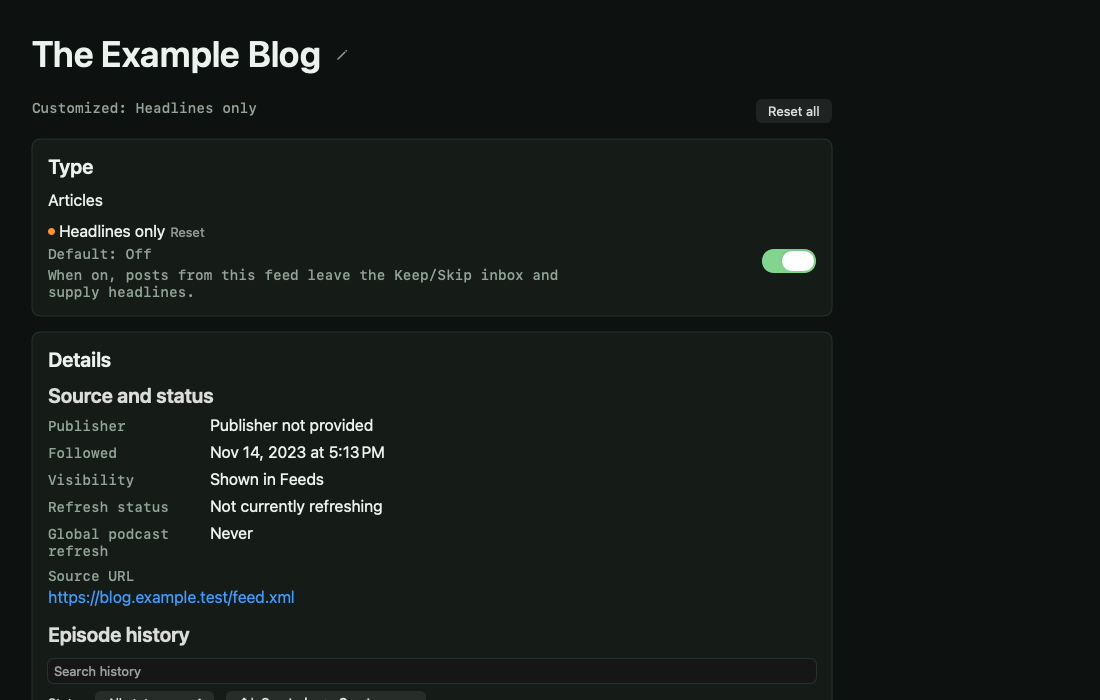 The Example Blog
Customized: Headlines only
Reset all
Type
Articles
Headlines only Reset
Default: Off
When on, posts from this feed leave the Keep/Skip inbox and
supply headlines.
Details
Source and status
Publisher Publisher not provided
Followed Nov 14, 2023 at 5:13 PM
Visibility Shown in Feeds
Refresh status Not currently refreshing
Global podcast Never
refresh
Source URL
https://blog.example.test/feed.xml
Episode history
Search history